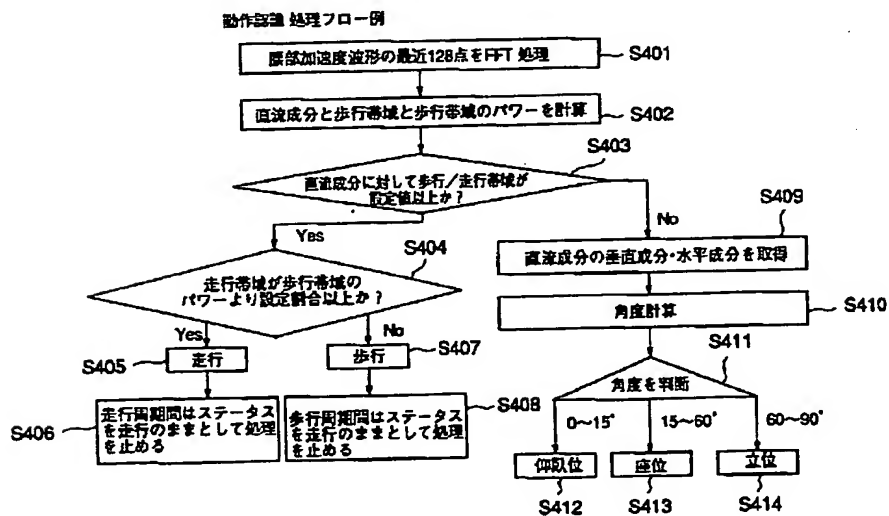 動作認識 処理フロー例
腰部加速度波形の最近128点をFFT 処理
S401
直流成分と歩行帯域と歩行帯域のパワーを計算
S402
S403
直流成分に対して歩行/走行帯域が
設定値以上か?
YES
No
S404
走行帯域が歩行帯域の
パワーより設定割合以上か?
Yes
No
S405
走行
歩行
S407
S406
走行周期間はステータス
を走行のままとして処理
を止める
歩行周期間はステータス
を走行のままとして処理
を止める
S408
S409
直流成分の垂直成分・水平成分を取得
角度計算
S410
S411
角度を判断
0~15°
15~60°
60~90°
仰臥位
座位
立位
S412
S413
S414